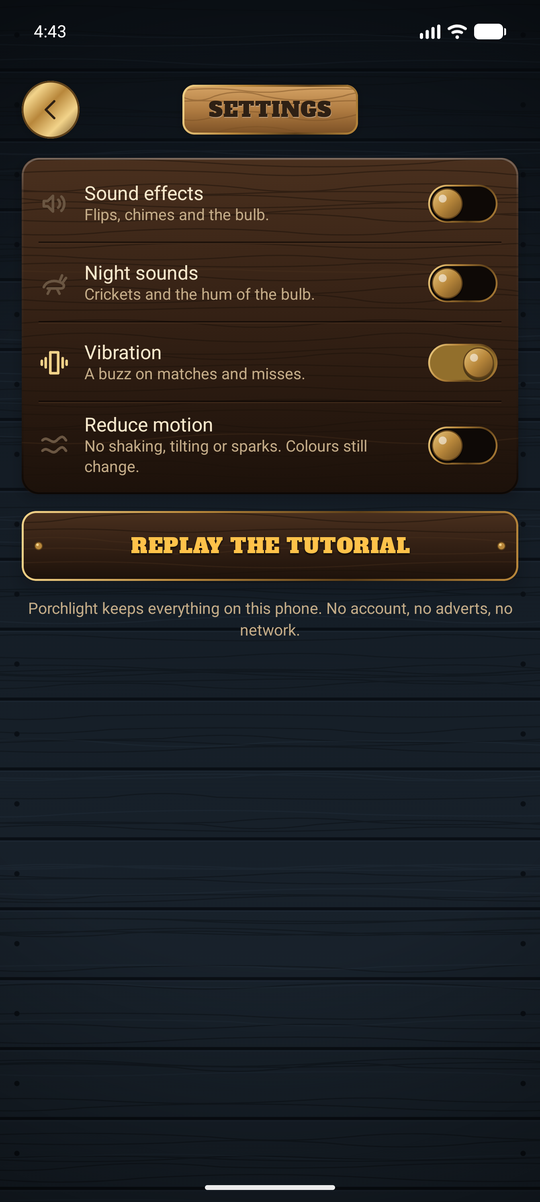 4:43
SETTINGS
Sound effects
Flips, chimes and the bulb.
Night sounds
Crickets and the hum of the bulb.
Vibration
A buzz on matches and misses.
Reduce motion
No shaking, tilting or sparks. Colours still
change.
REPLAY THE TUTORIAL
Porchlight keeps everything on this phone. No account, no adverts, no
network.